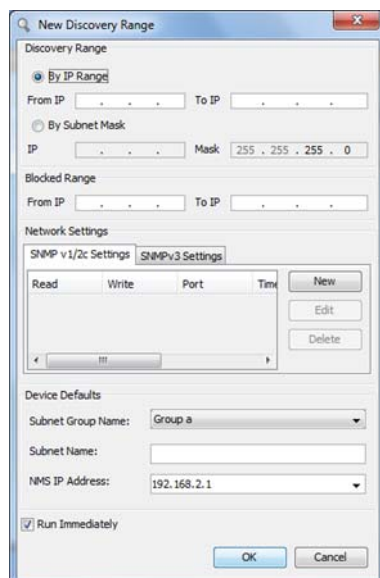 New Discovery Range
Discovery Range
By IP Range
From IP . . . To IP . . .
By Subnet Mask
IP . . . Mask 255 . 255 . 255 . 0
Blocked Range
From IP . . . To IP . . .
Network Settings
SNMP v1/2c Settings SNMPv3 Settings
Read Write Port Time
New
Edit
Delete
Device Defaults
Subnet Group Name: Group a
Subnet Name:
NMS IP Address: 192.168.2.1
Run Immediately
OK Cancel